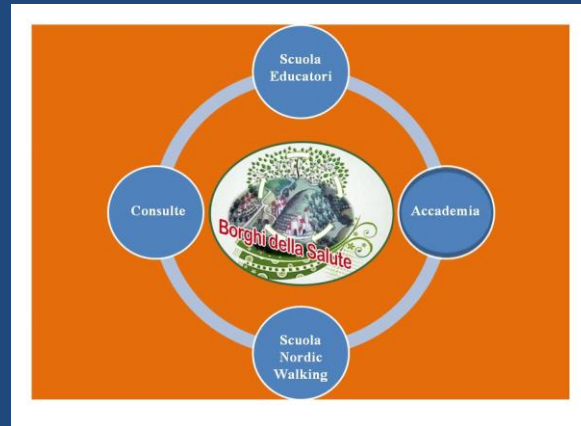 Scuola
Educatori
Consulte
Borghi della Salute
Accademia
Scuola
Nordic
Walking